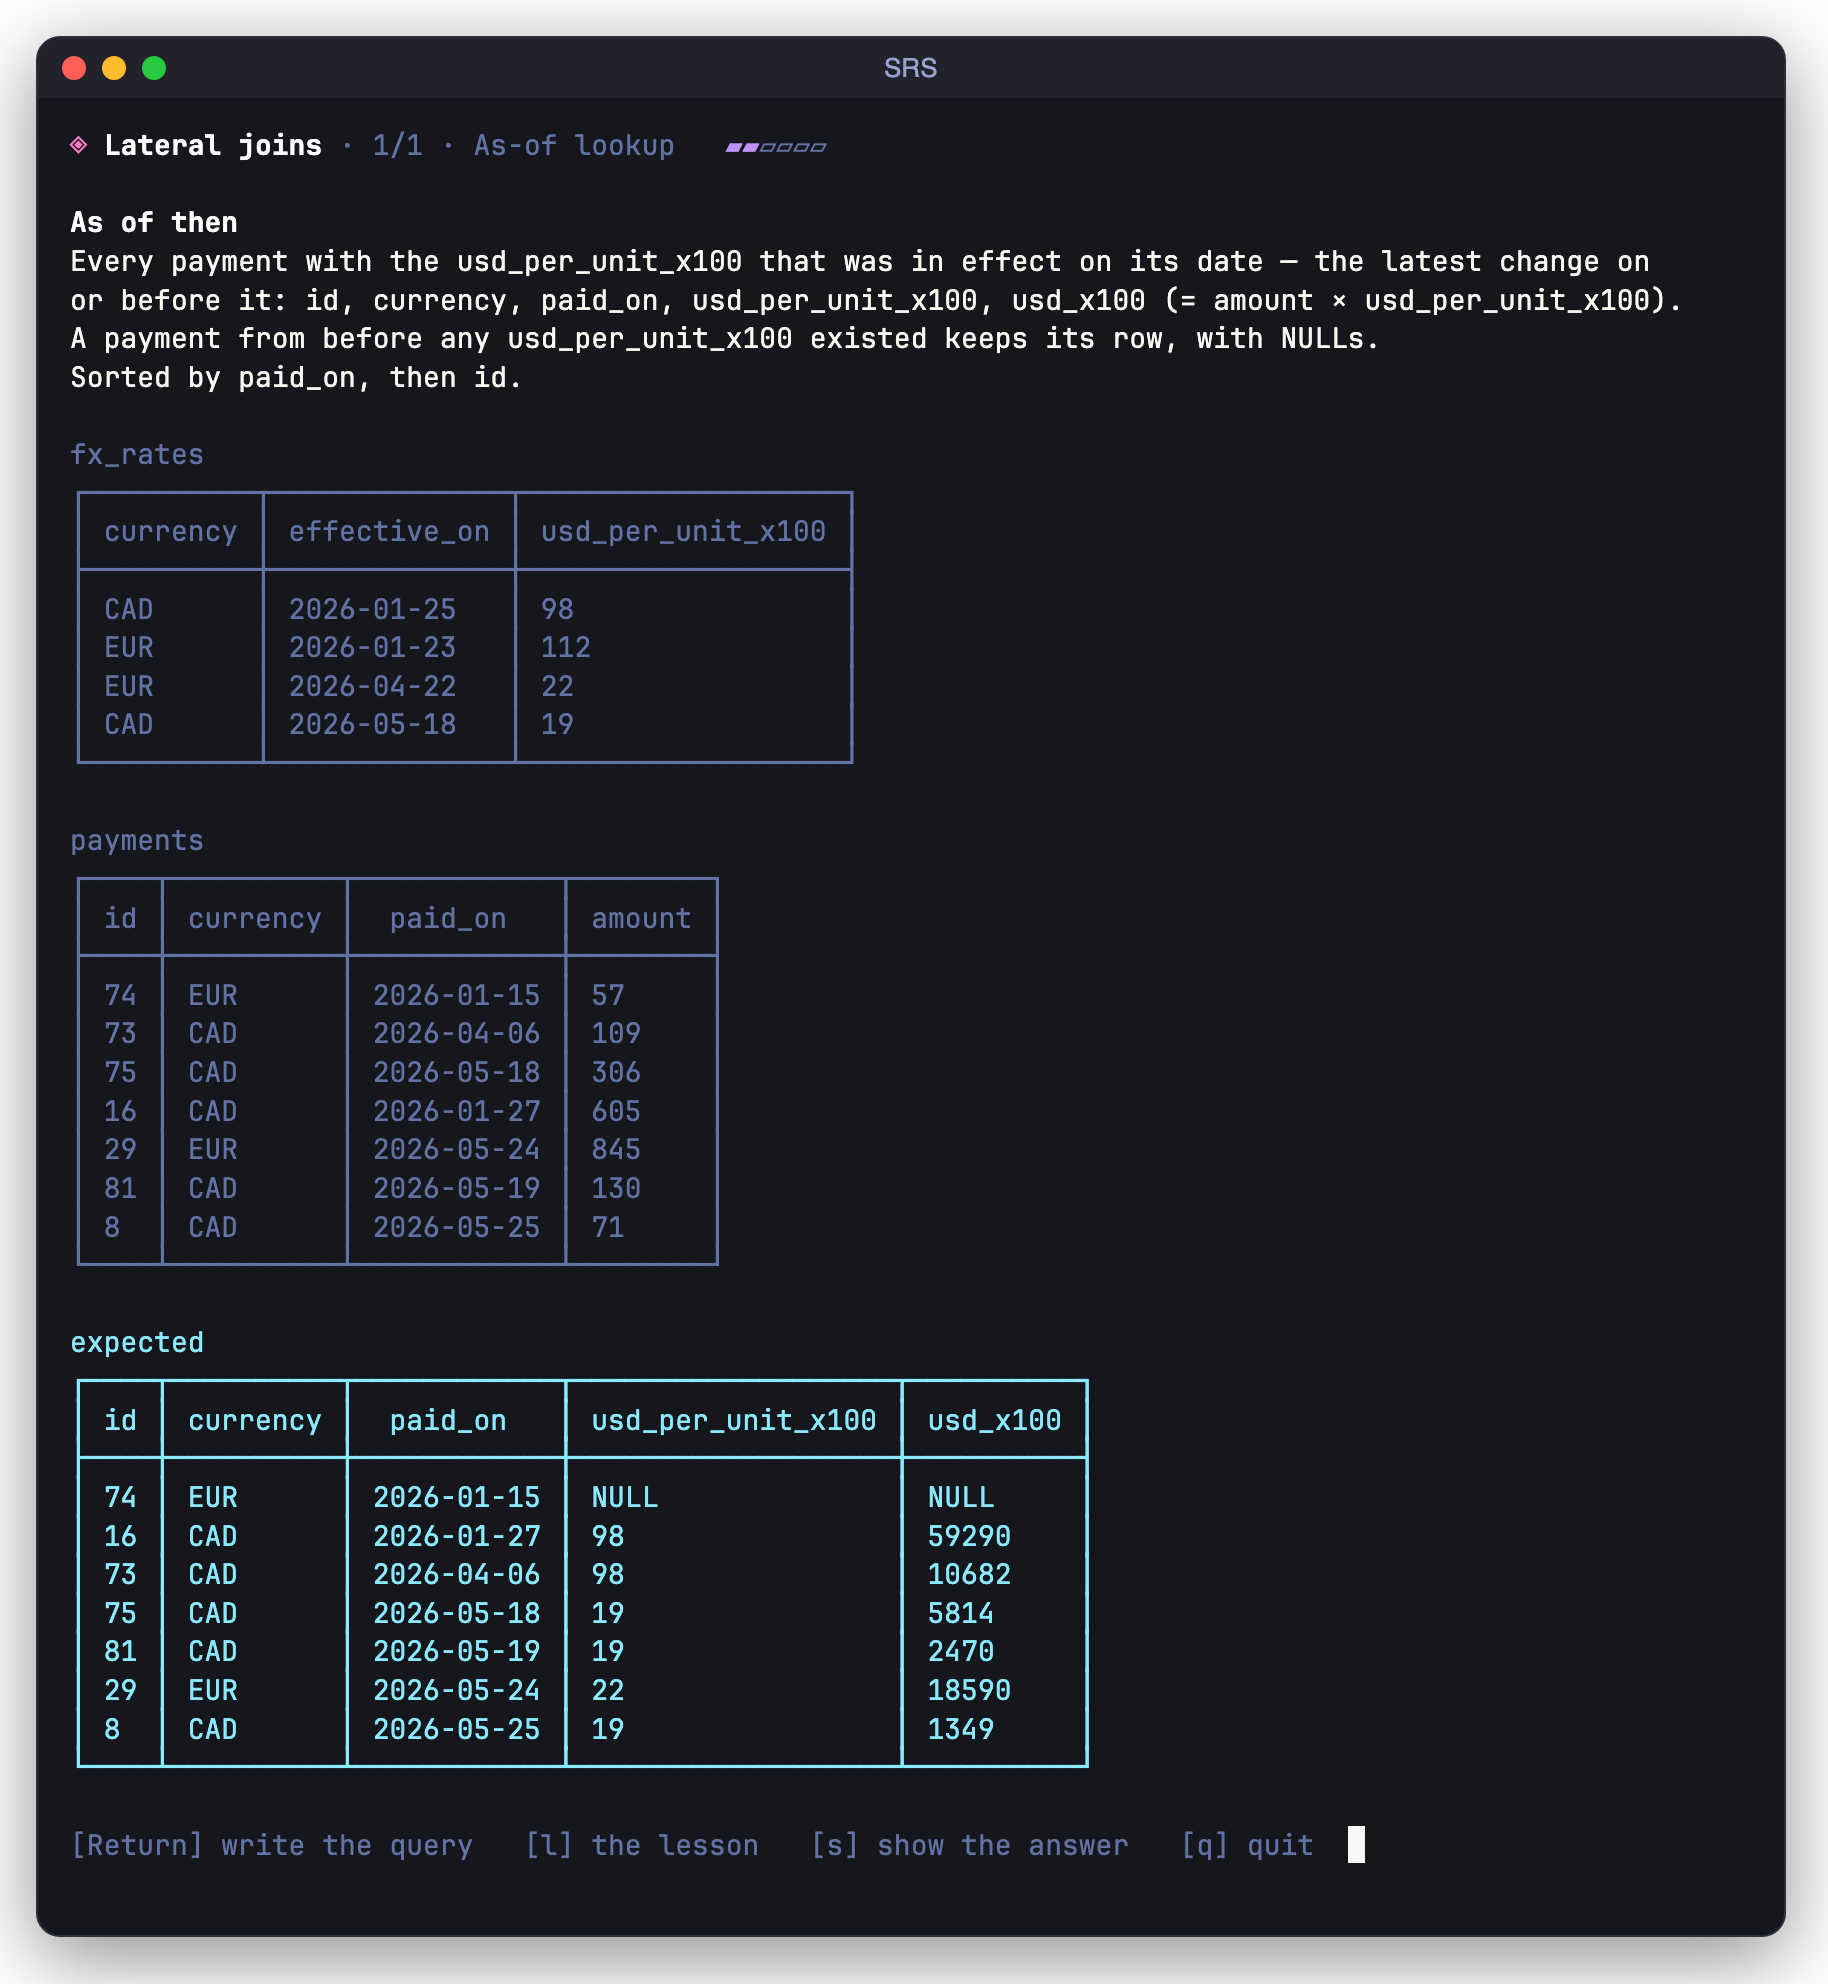 SRS
◈ Lateral joins · 1/1 · As-of lookup ▰▰▱▱▱▱
As of then
Every payment with the usd_per_unit_x100 that was in effect on its date — the latest change on
or before it: id, currency, paid_on, usd_per_unit_x100, usd_x100 (= amount × usd_per_unit_x100).
A payment from before any usd_per_unit_x100 existed keeps its row, with NULLs.
Sorted by paid_on, then id.
fx_rates
currency effective_on usd_per_unit_x100
CAD 2026-01-25 98
EUR 2026-01-23 112
EUR 2026-04-22 22
CAD 2026-05-18 19
payments
id currency paid_on amount
74 EUR 2026-01-15 57
73 CAD 2026-04-06 109
75 CAD 2026-05-18 306
16 CAD 2026-01-27 605
29 EUR 2026-05-24 845
81 CAD 2026-05-19 130
8 CAD 2026-05-25 71
expected
id currency paid_on usd_per_unit_x100 usd_x100
74 EUR 2026-01-15 NULL NULL
16 CAD 2026-01-27 98 59290
73 CAD 2026-04-06 98 10682
75 CAD 2026-05-18 19 5814
81 CAD 2026-05-19 19 2470
29 EUR 2026-05-24 22 18590
8 CAD 2026-05-25 19 1349
[Return] write the query [l] the lesson [s] show the answer [q] quit